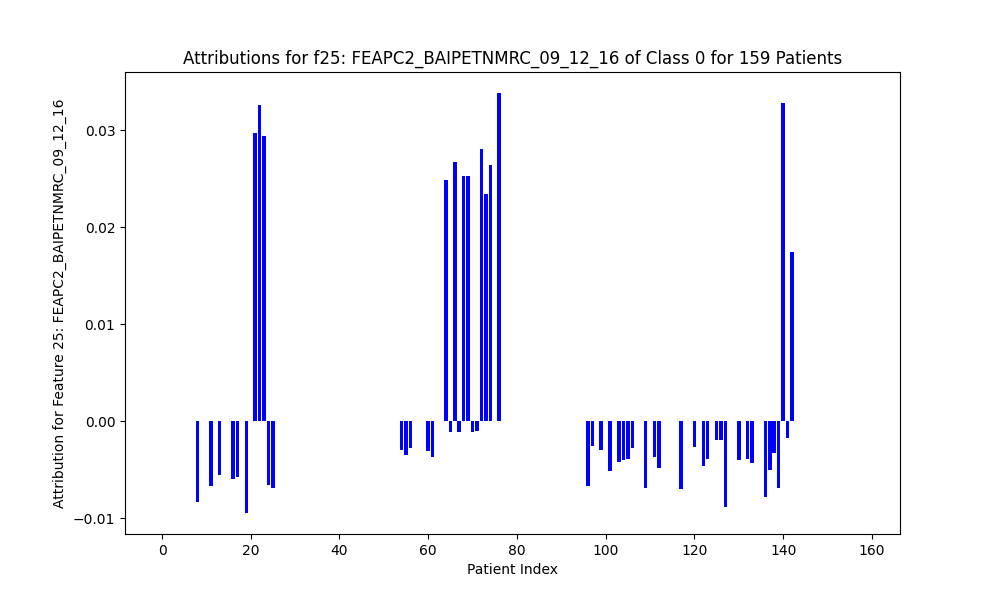 Attributions for f25: FEAPC2_BAIPETNMRC_09_12_16 of Class 0 for 159 Patients
Attribution for Feature 25: FEAPC2_BAIPETNMRC_09_12_16
0.03
0.02
0.01
0.00
−0.01
0 20 40 60 80 100 120 140 160
Patient Index